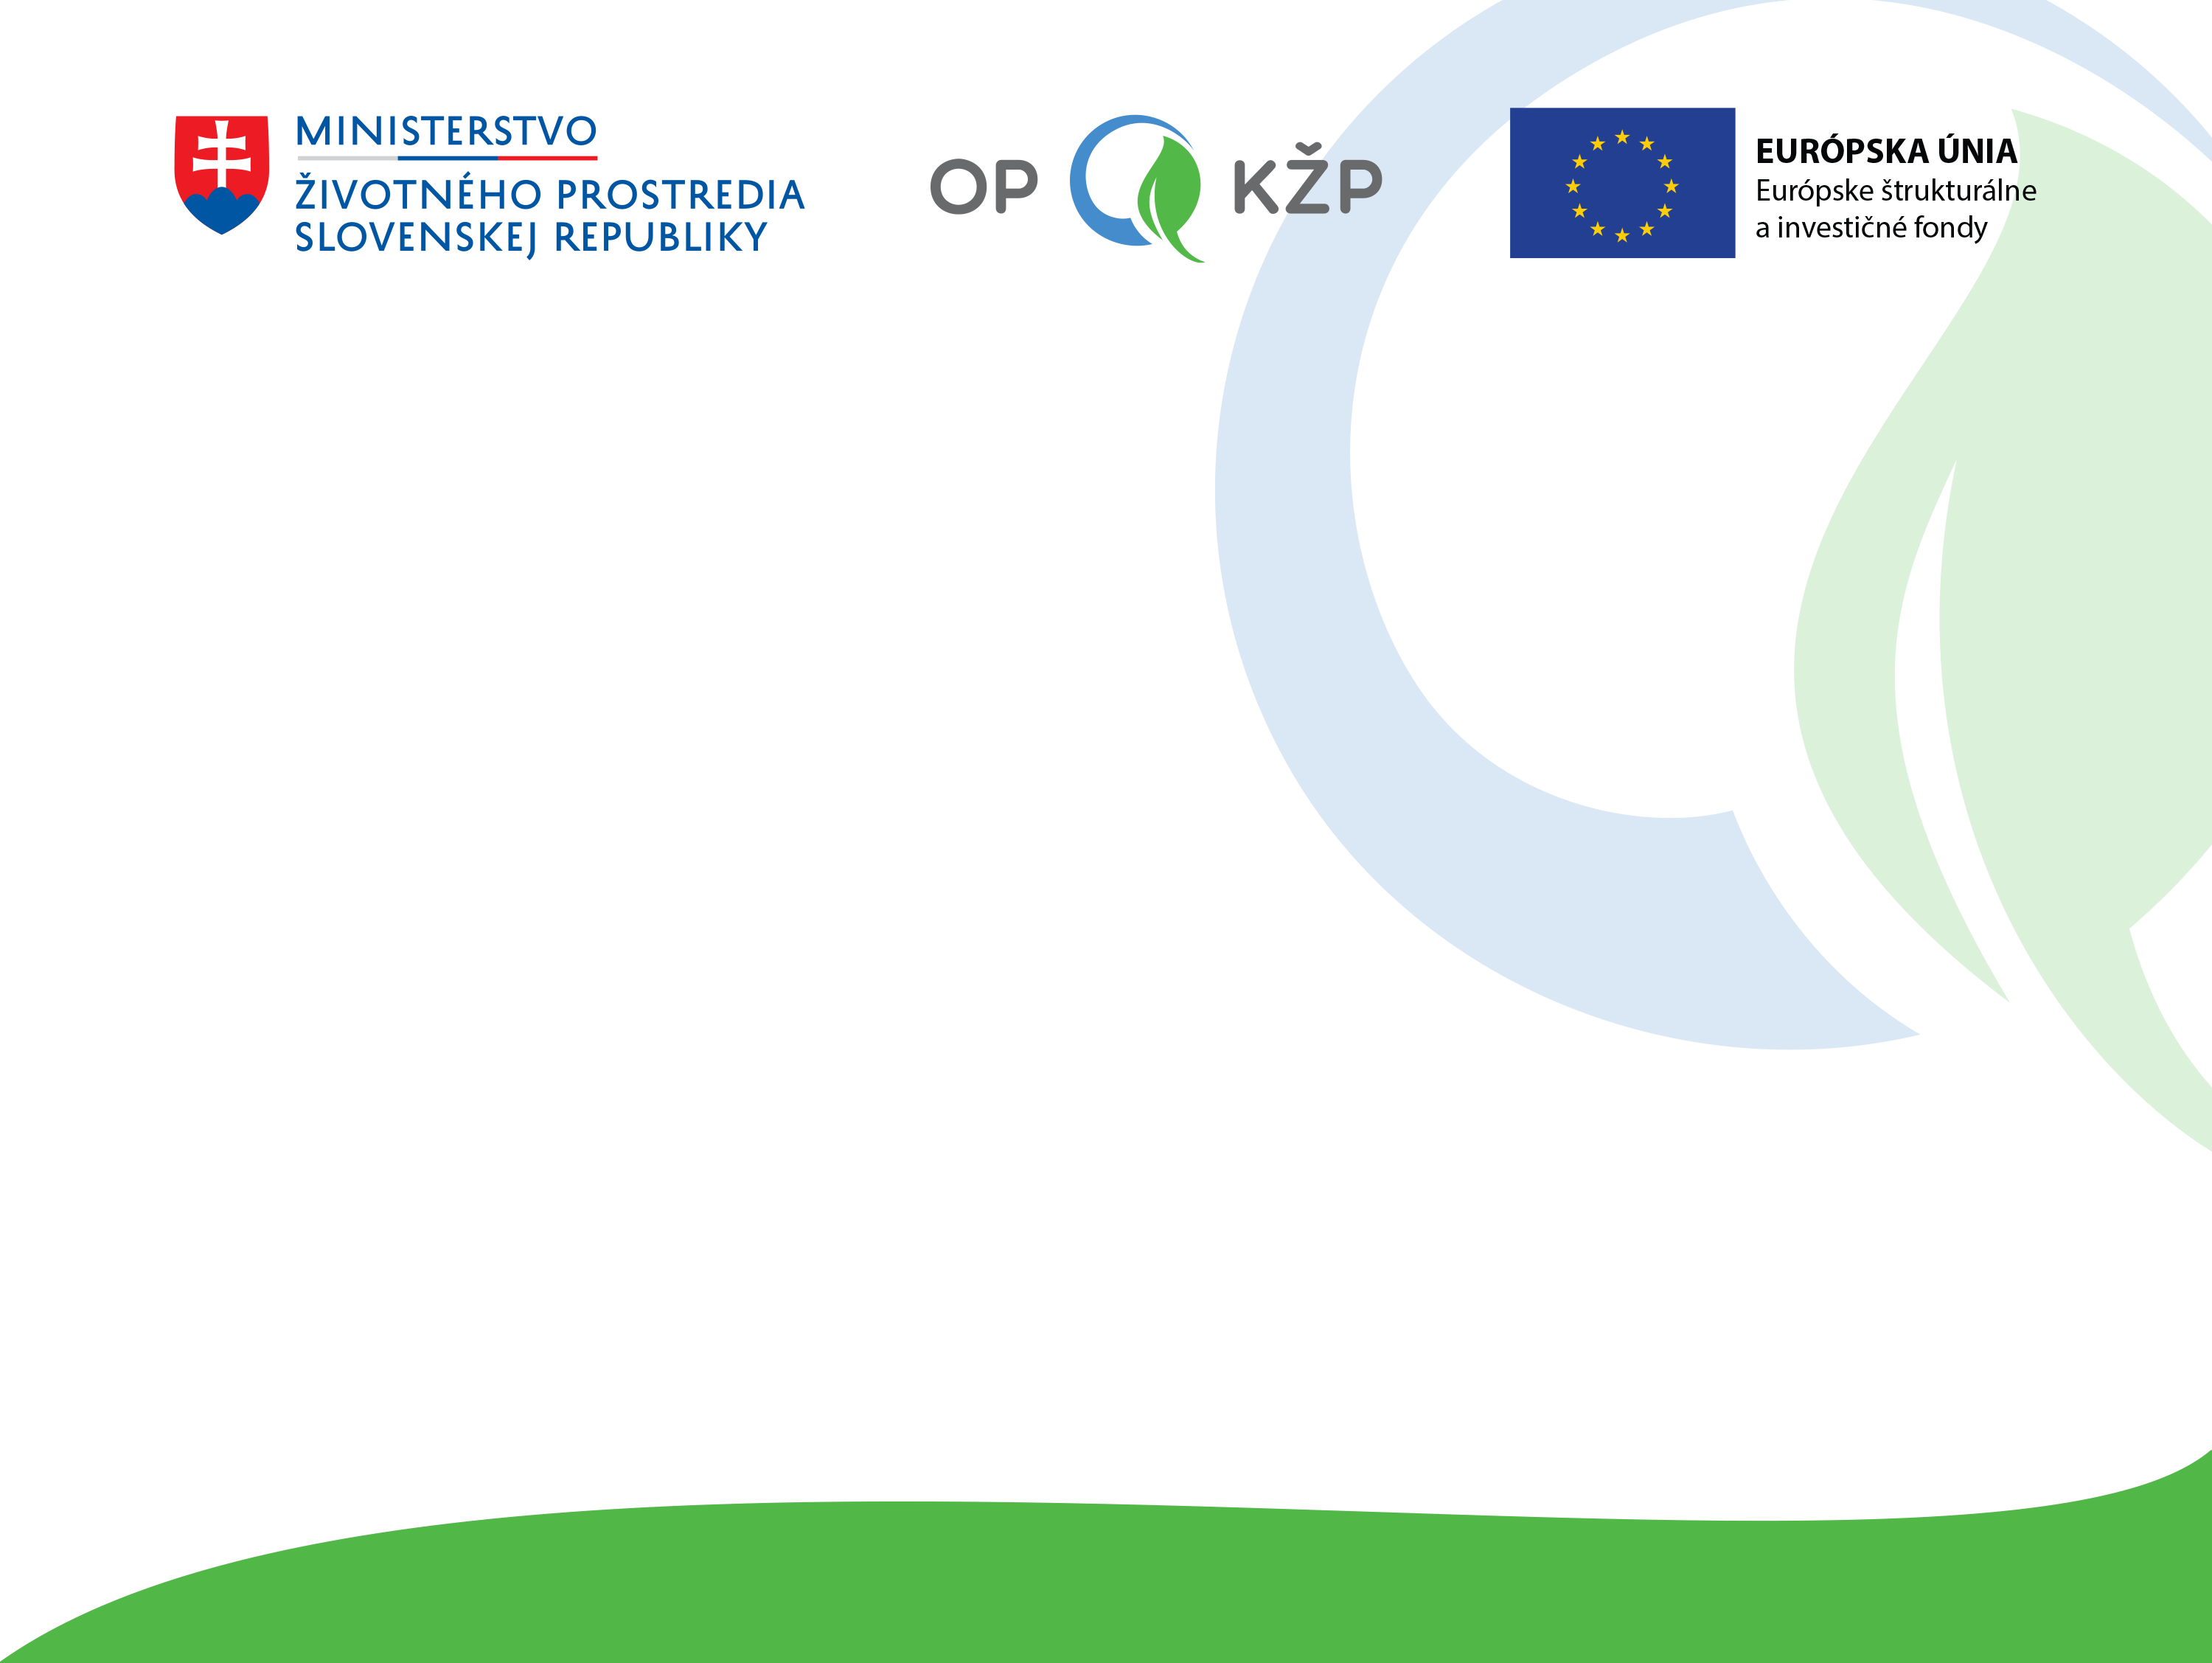 MINISTERSTVO
ŽIVOTNÉHO PROSTREDIA
SLOVENSKEJ REPUBLIKY
OP KŽP
EURÓPSKA ÚNIA
Európske štrukturálne
a investičné fondy